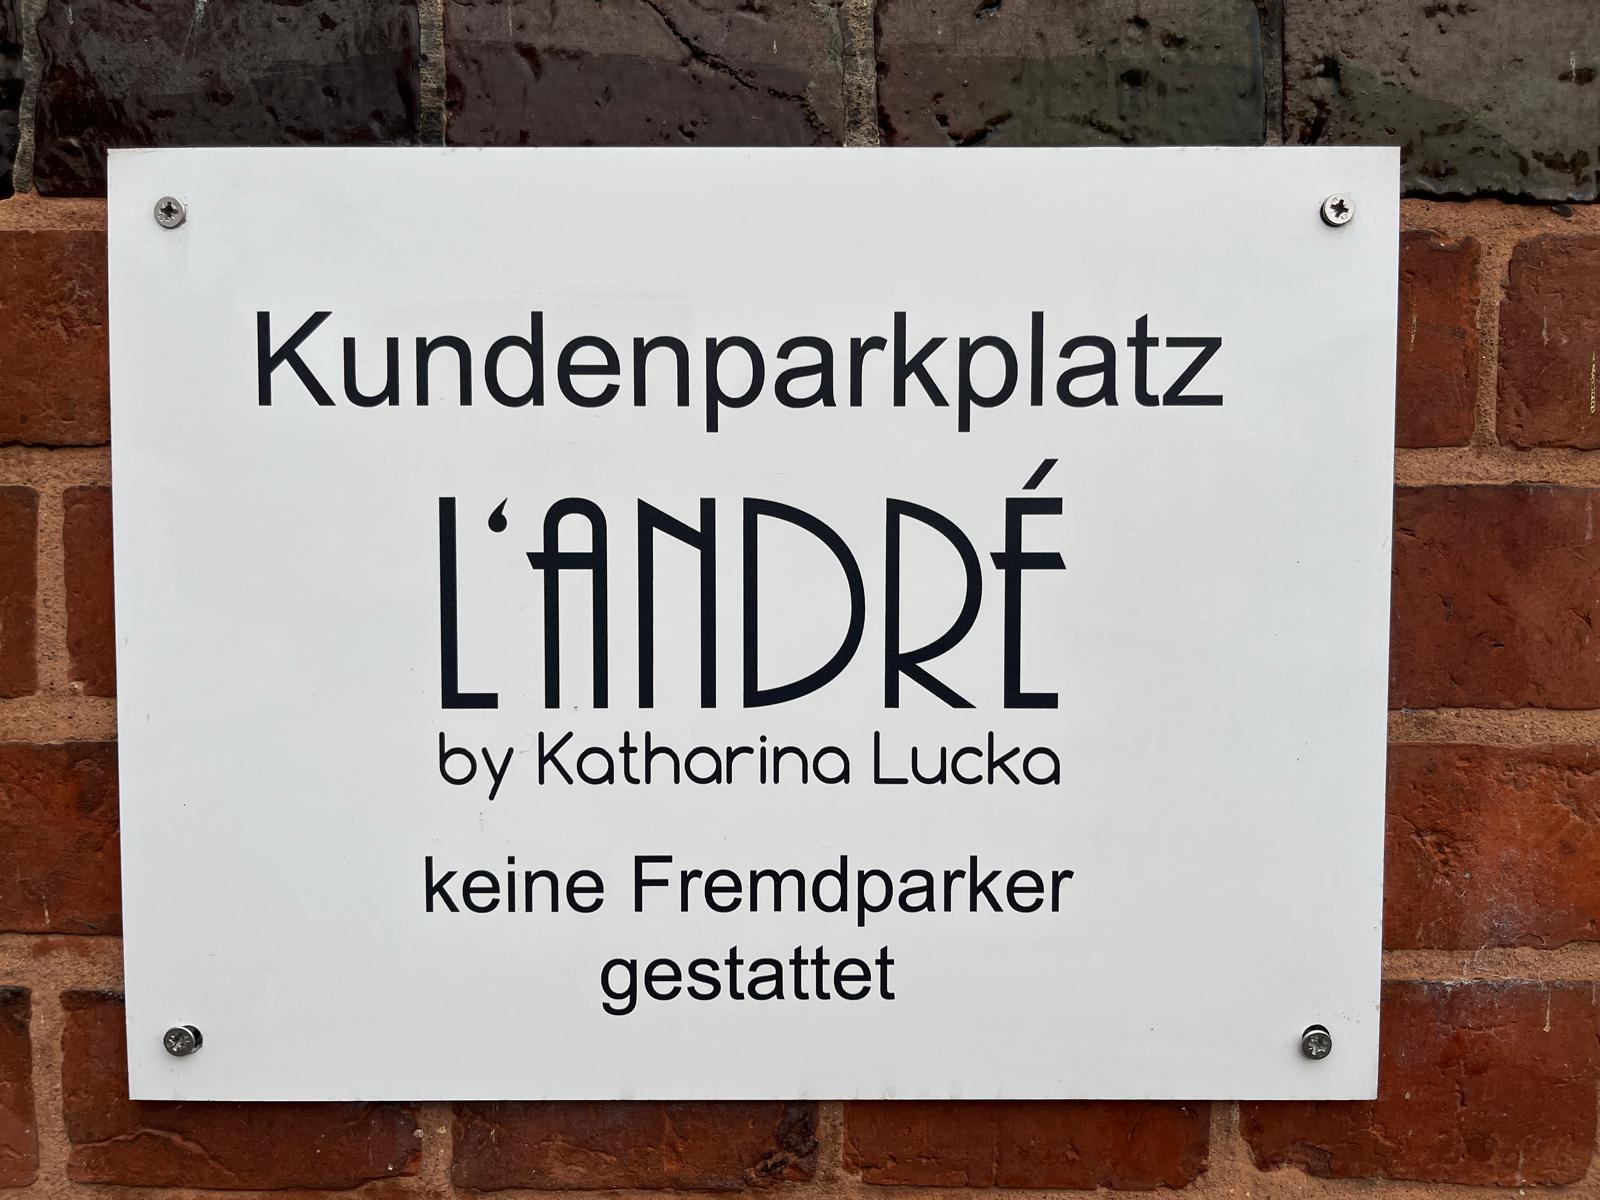 Kundenparkplatz
L'ANDRÉ
by Katharina Lucka
keine Fremdparker
gestattet